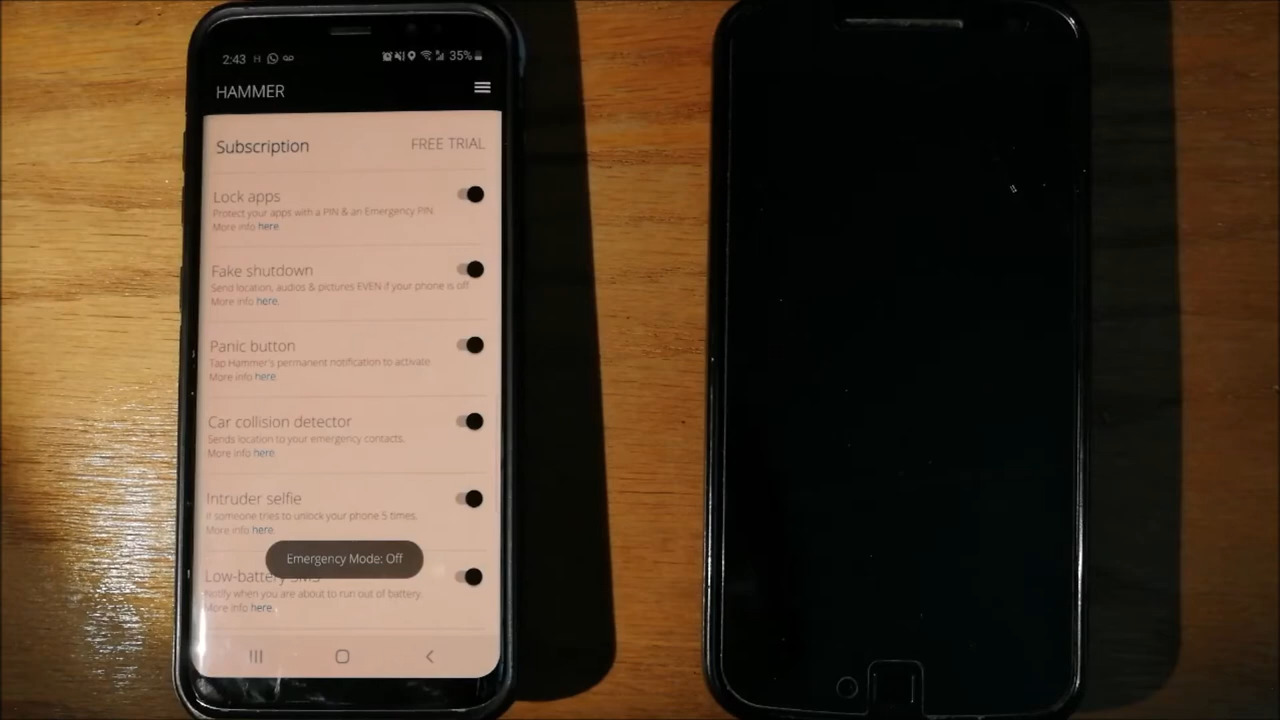 2:43 H 35%
HAMMER
Subscription FREE TRIAL
Lock apps
Protect your apps with a PIN & an Emergency PIN.
More info here.
Fake shutdown
Send location, audios & pictures EVEN if your phone is off.
More info here.
Panic button
Tap Hammer's permanent notification to activate
More info here.
Car collision detector
Sends location to your emergency contacts.
More info here.
Intruder selfie
If someone tries to unlock your phone 5 times.
More info here.
Emergency Mode: Off
Low-battery SMS
Notify when you are about to run out of battery.
More info here.